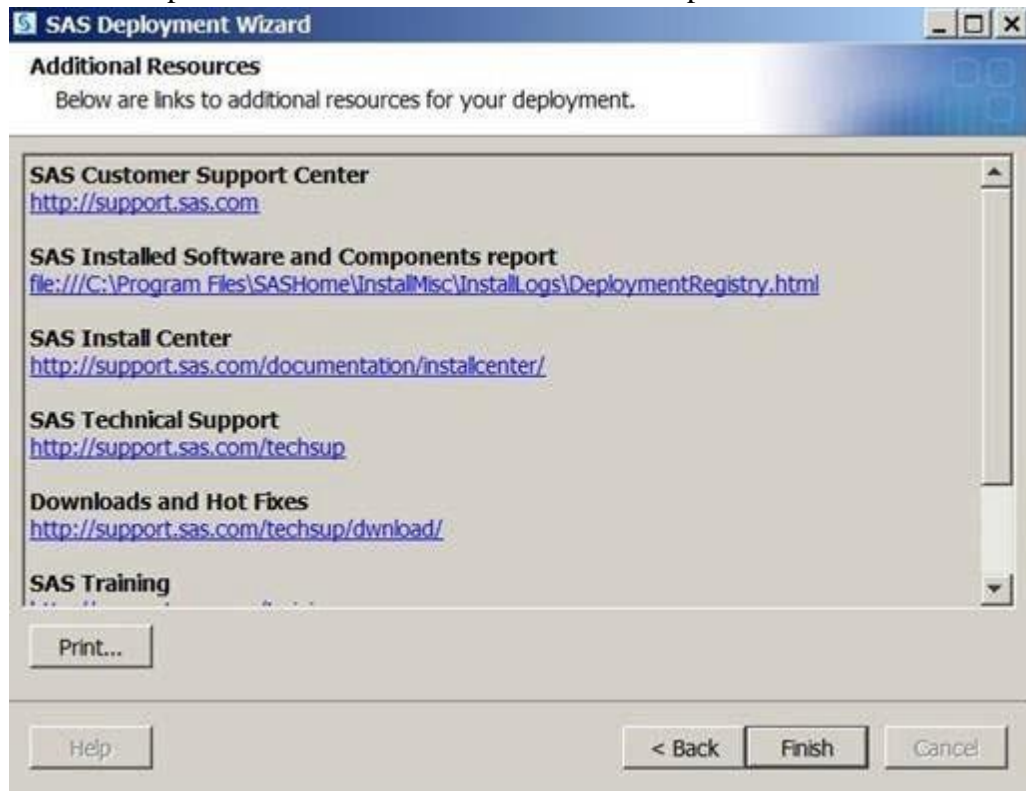 SAS Deployment Wizard
Additional Resources
Below are links to additional resources for your deployment.
SAS Customer Support Center
http://support.sas.com
SAS Installed Software and Components report
file:///C:\Program Files\SASHome\InstallMisc\InstallLogs\DeploymentRegistry.html
SAS Install Center
http://support.sas.com/documentation/installcenter/
SAS Technical Support
http://support.sas.com/techsup
Downloads and Hot Fixes
http://support.sas.com/techsup/dwnload/
SAS Training
Print...
Help
< Back
Finish
Cancel